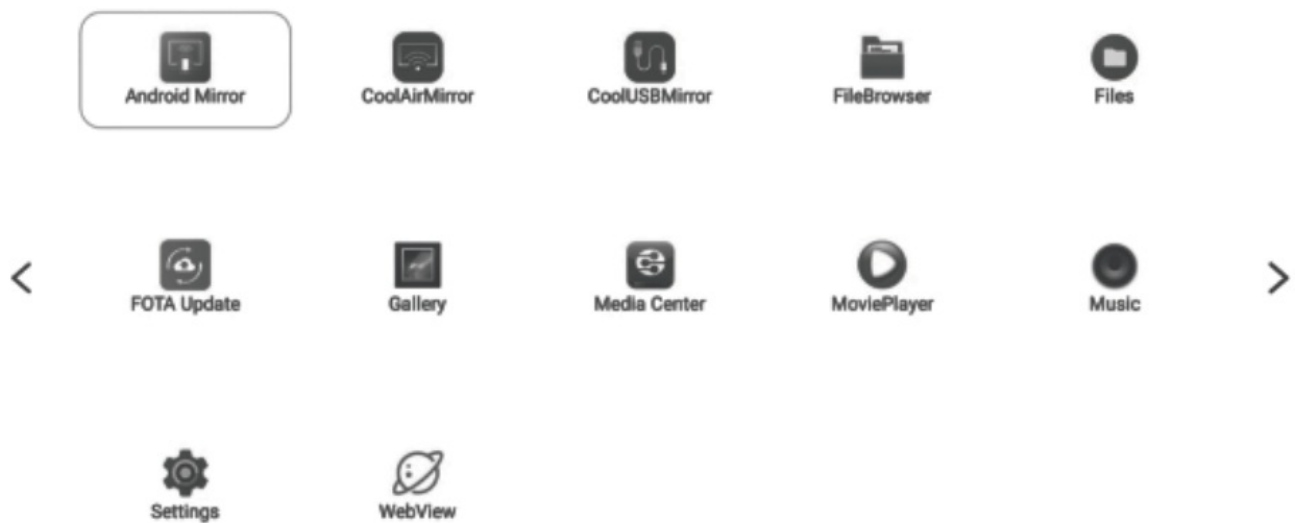 Android Mirror
CoolAirMirror
CoolUSBMirror
FileBrowser
Files
FOTA Update
Gallery
Media Center
MoviePlayer
Music
Settings
WebView